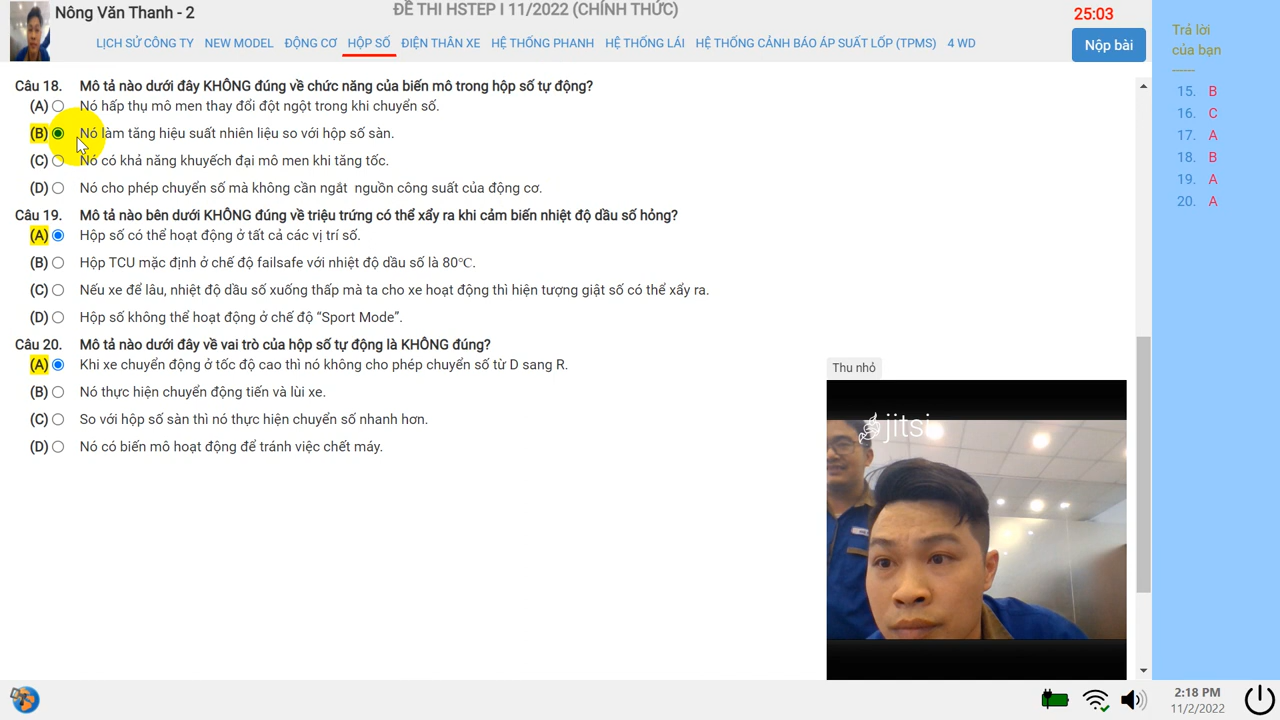 Nông Văn Thanh - 2
ĐỀ THI HSTEP I 11/2022 (CHÍNH THỨC)
25:03
LỊCH SỬ CÔNG TY NEW MODEL ĐỘNG CƠ HỘP SỐ ĐIỆN THÂN XE HỆ THỐNG PHANH HỆ THỐNG LÁI HỆ THỐNG CẢNH BÁO ÁP SUẤT LỐP (TPMS) 4 WD
Nộp bài
Trả lời
của bạn
------
15. B
16. C
17. A
18. B
19. A
20. A
Câu 18. Mô tả nào dưới đây KHÔNG đúng về chức năng của biến mô trong hộp số tự động?
(A) Nó hấp thụ mô men thay đổi đột ngột trong khi chuyển số.
(B) Nó làm tăng hiệu suất nhiên liệu so với hộp số sàn.
(C) Nó có khả năng khuyếch đại mô men khi tăng tốc.
(D) Nó cho phép chuyển số mà không cần ngắt nguồn công suất của động cơ.
Câu 19. Mô tả nào bên dưới KHÔNG đúng về triệu trứng có thể xẩy ra khi cảm biến nhiệt độ dầu số hỏng?
(A) Hộp số có thể hoạt động ở tất cả các vị trí số.
(B) Hộp TCU mặc định ở chế độ failsafe với nhiệt độ dầu số là 80℃.
(C) Nếu xe để lâu, nhiệt độ dầu số xuống thấp mà ta cho xe hoạt động thì hiện tượng giật số có thể xẩy ra.
(D) Hộp số không thể hoạt động ở chế độ “Sport Mode”.
Câu 20. Mô tả nào dưới đây về vai trò của hộp số tự động là KHÔNG đúng?
(A) Khi xe chuyển động ở tốc độ cao thì nó không cho phép chuyển số từ D sang R.
(B) Nó thực hiện chuyển động tiến và lùi xe.
(C) So với hộp số sàn thì nó thực hiện chuyển số nhanh hơn.
(D) Nó có biến mô hoạt động để tránh việc chết máy.
Thu nhỏ
jitsi
2:18 PM
11/2/2022